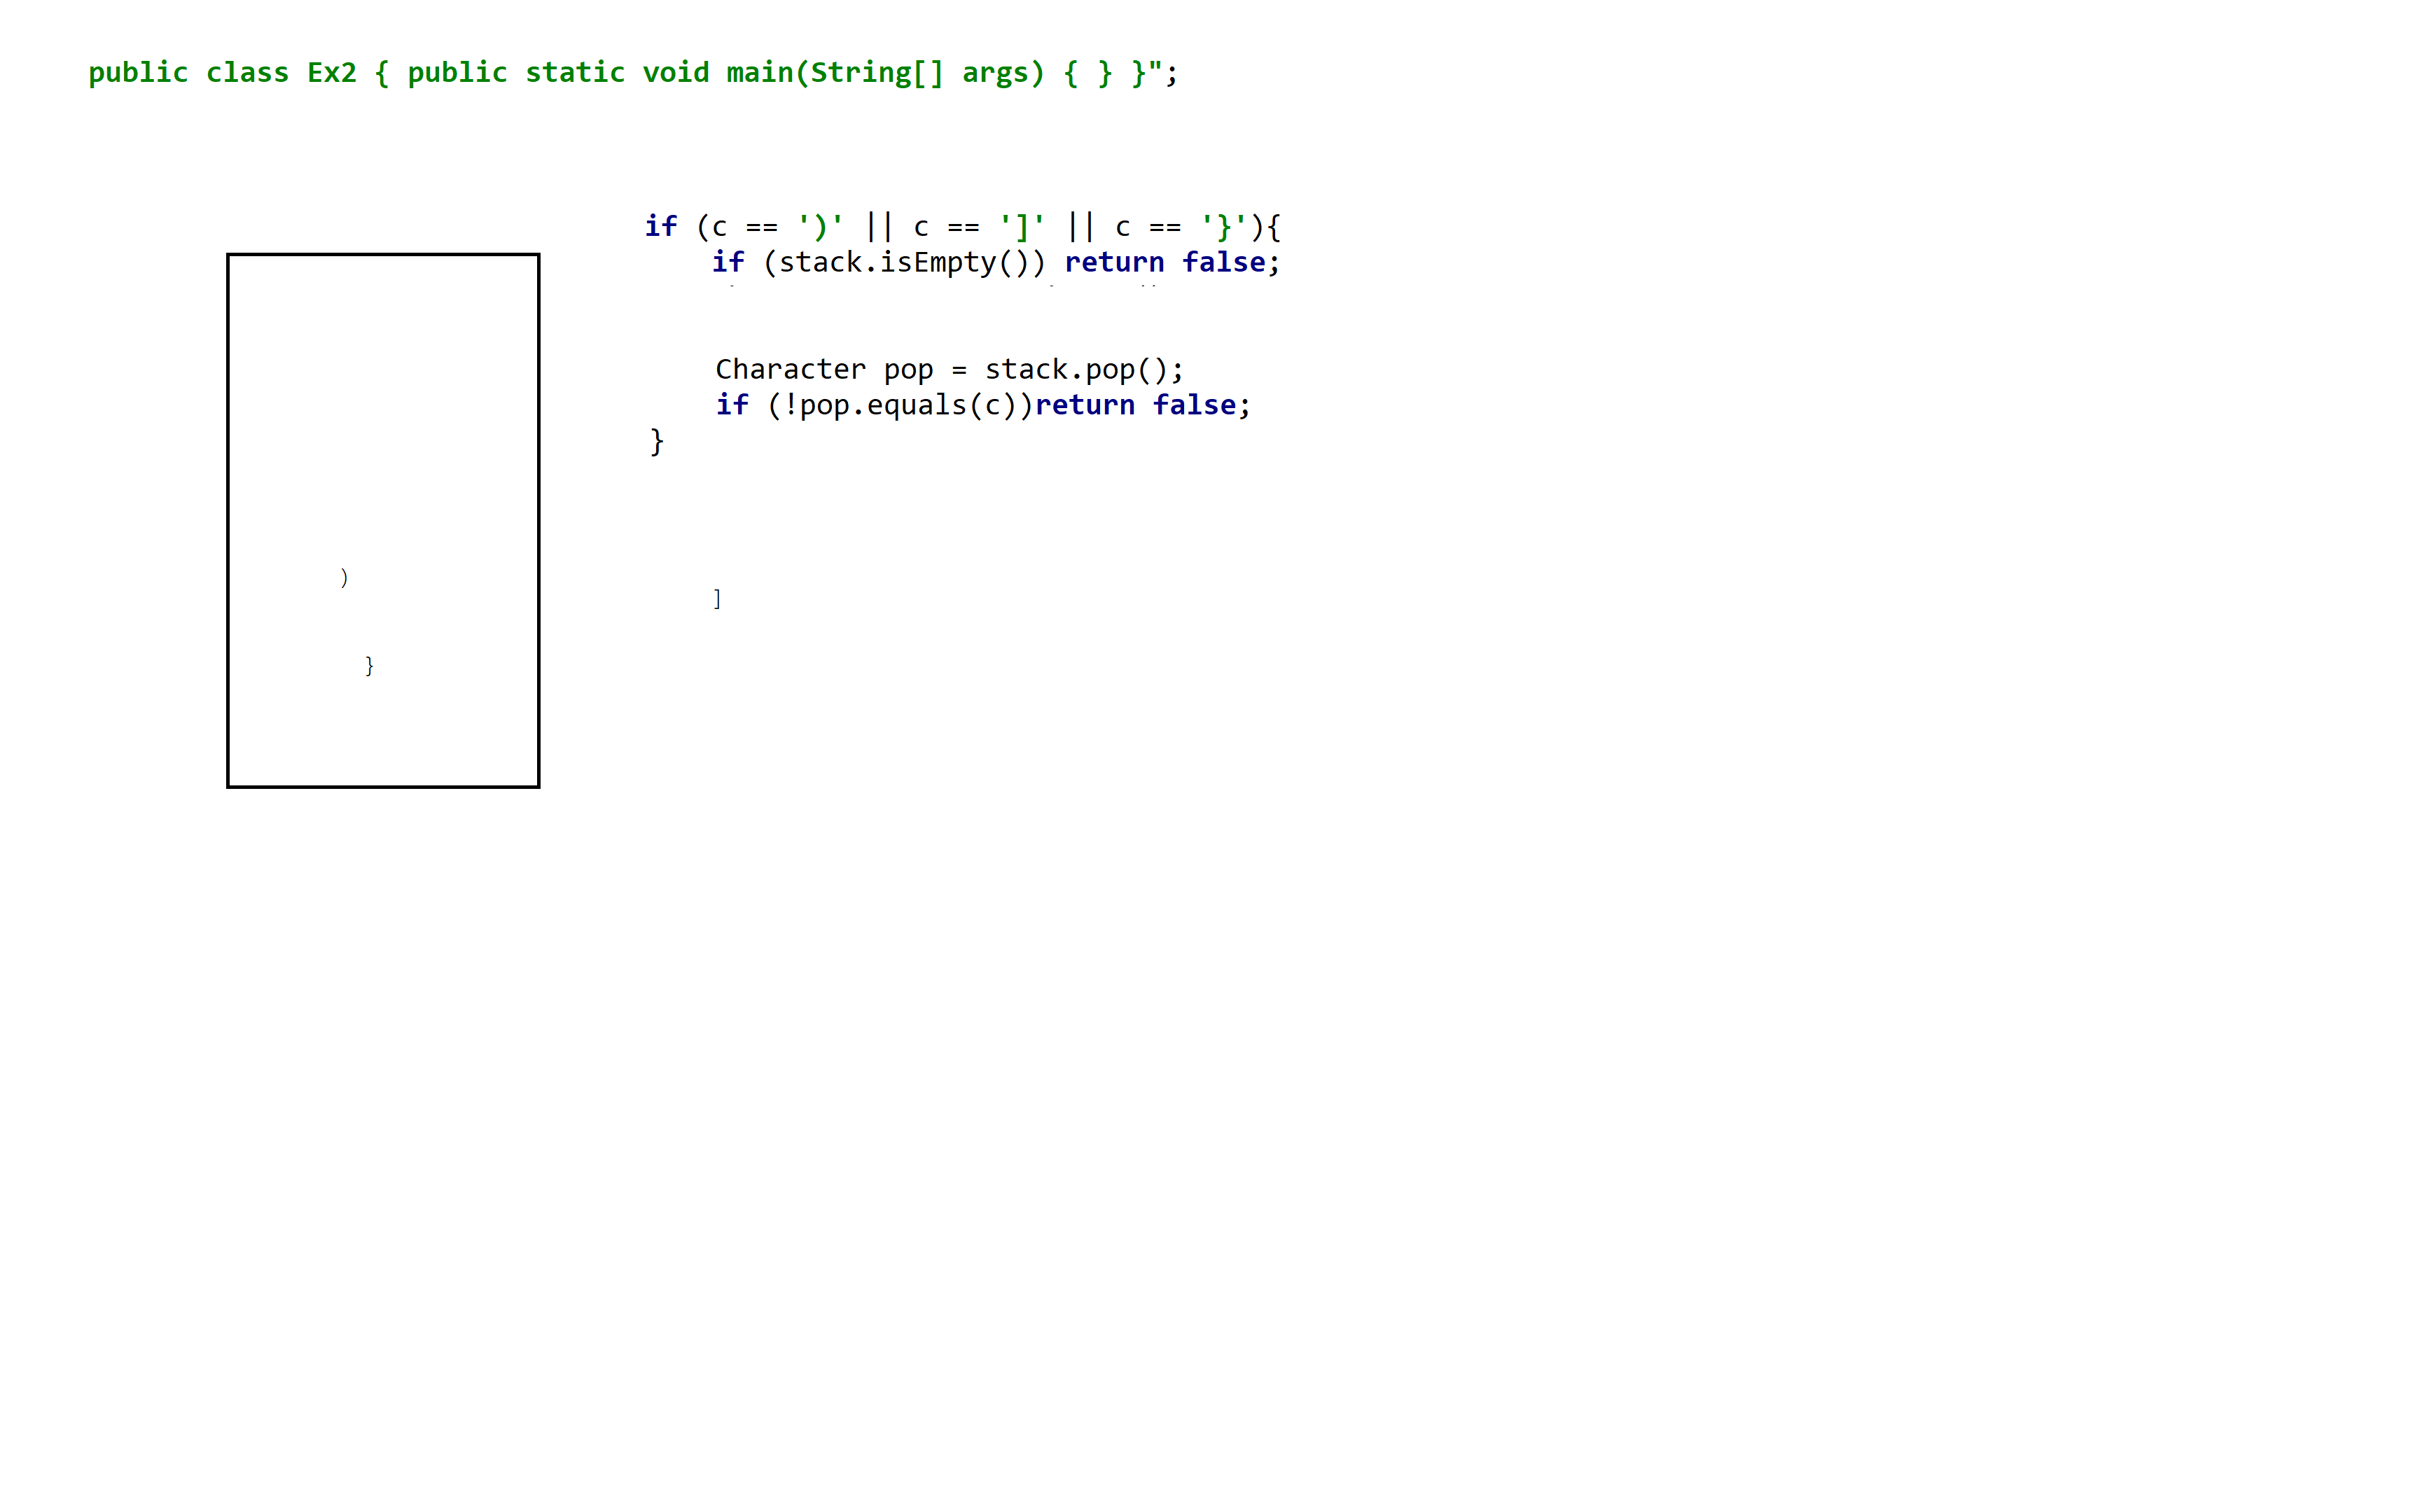 public class Ex2 { public static void main(String[] args) { } }";
if (c == ')' || c == ']' || c == '}'){
if (stack.isEmpty()) return false;
Character pop = stack.pop();
if (!pop.equals(c))return false;
}
)
]
}